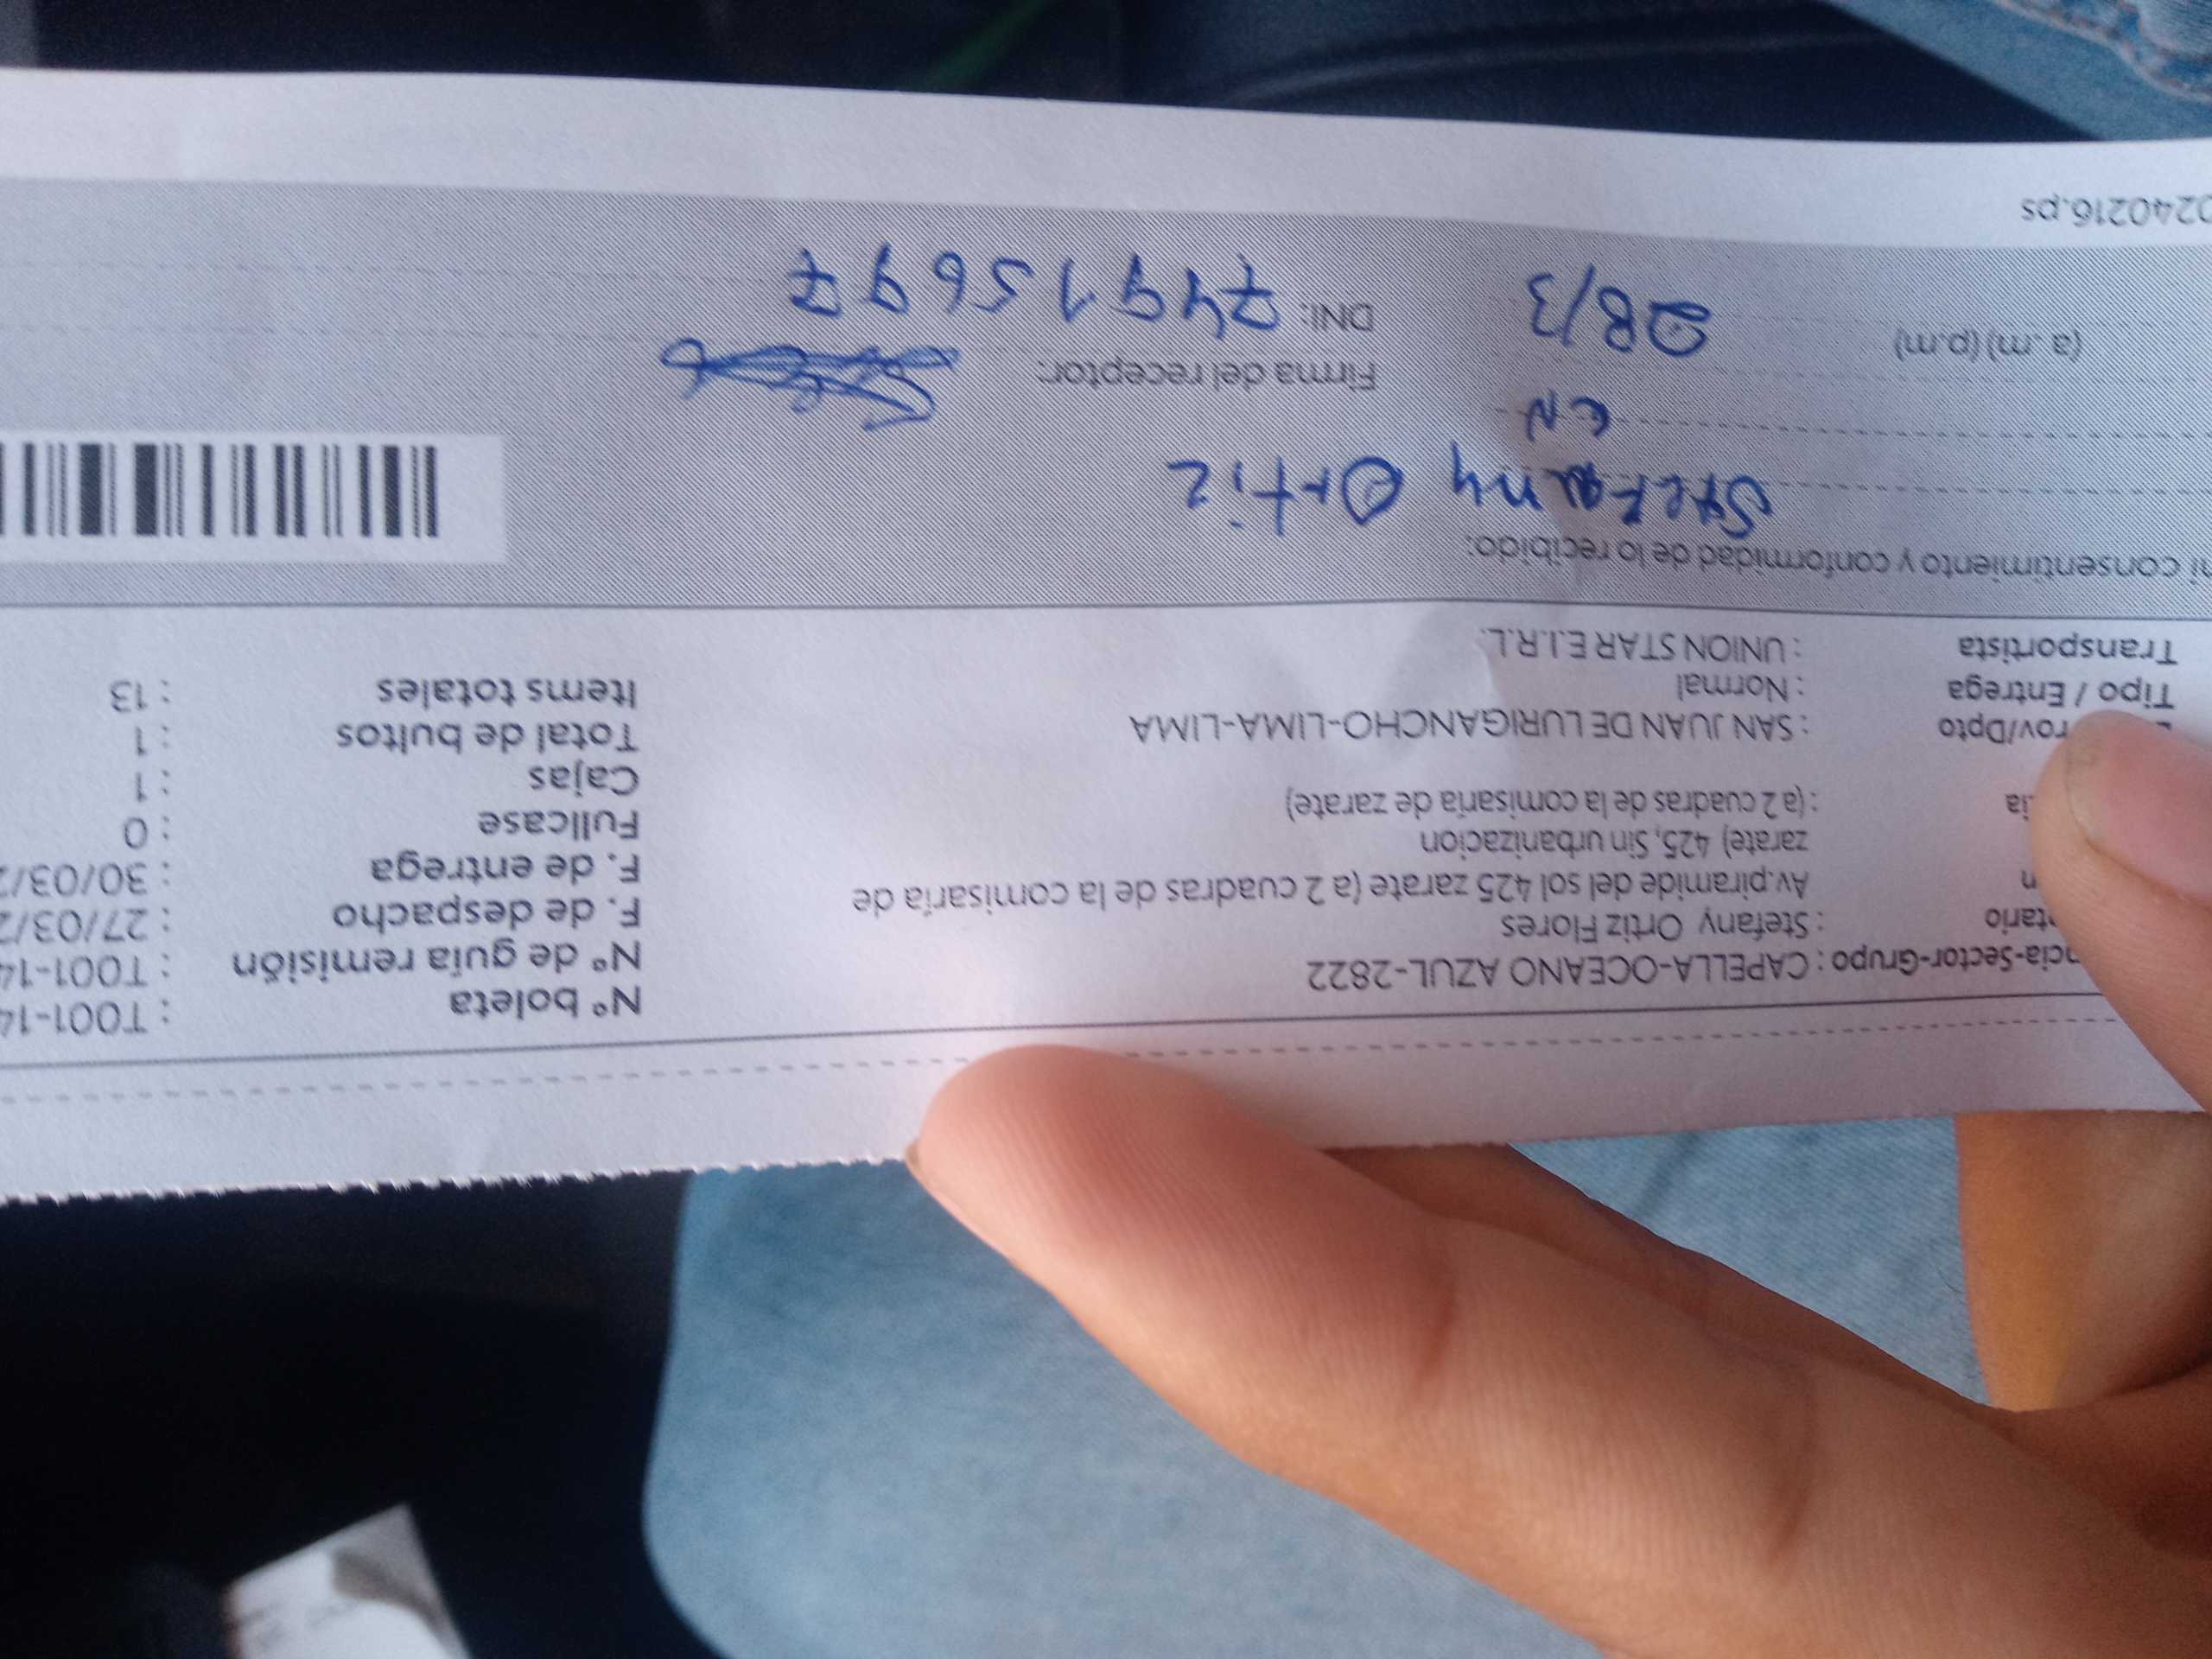 N° boleta : T001-14
N° de guía remisión : T001-14
F. de despacho : 27/03/2
F. de entrega : 30/03/2
Fullcase : 0
Cajas : 1
Total de bultos : 1
Items totales : 13
ncia-Sector-Grupo : CAPELLA-OCEANO AZUL-2822
tario : Stefany Ortiz Flores
n Av.piramide del sol 425 zarate (a 2 cuadras de la comisaría de
zarate) 425, Sin urbanizacion
ia : (a 2 cuadras de la comisaría de zarate)
rov/Dpto : SAN JUAN DE LURIGANCHO-LIMA-LIMA
Tipo / Entrega : Normal
Transportista : UNION STAR E.I.R.L.
i consentimiento y conformidad de lo recibido:
Stefany Ortiz
EN
Firma del receptor:
(a .m) (p.m) 28/3 DNI: 74915697
0240216.ps